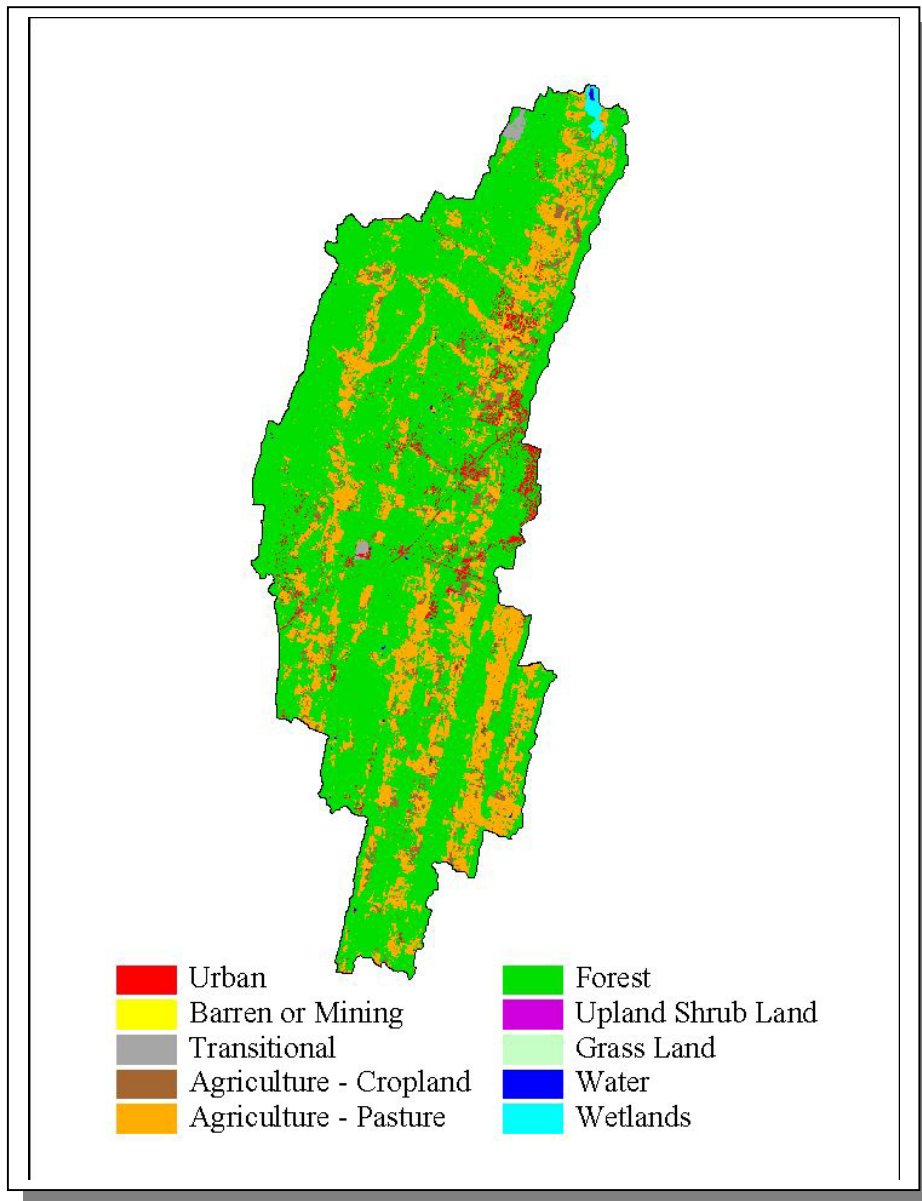 Urban
Barren or Mining
Transitional
Agriculture - Cropland
Agriculture - Pasture
Forest
Upland Shrub Land
Grass Land
Water
Wetlands